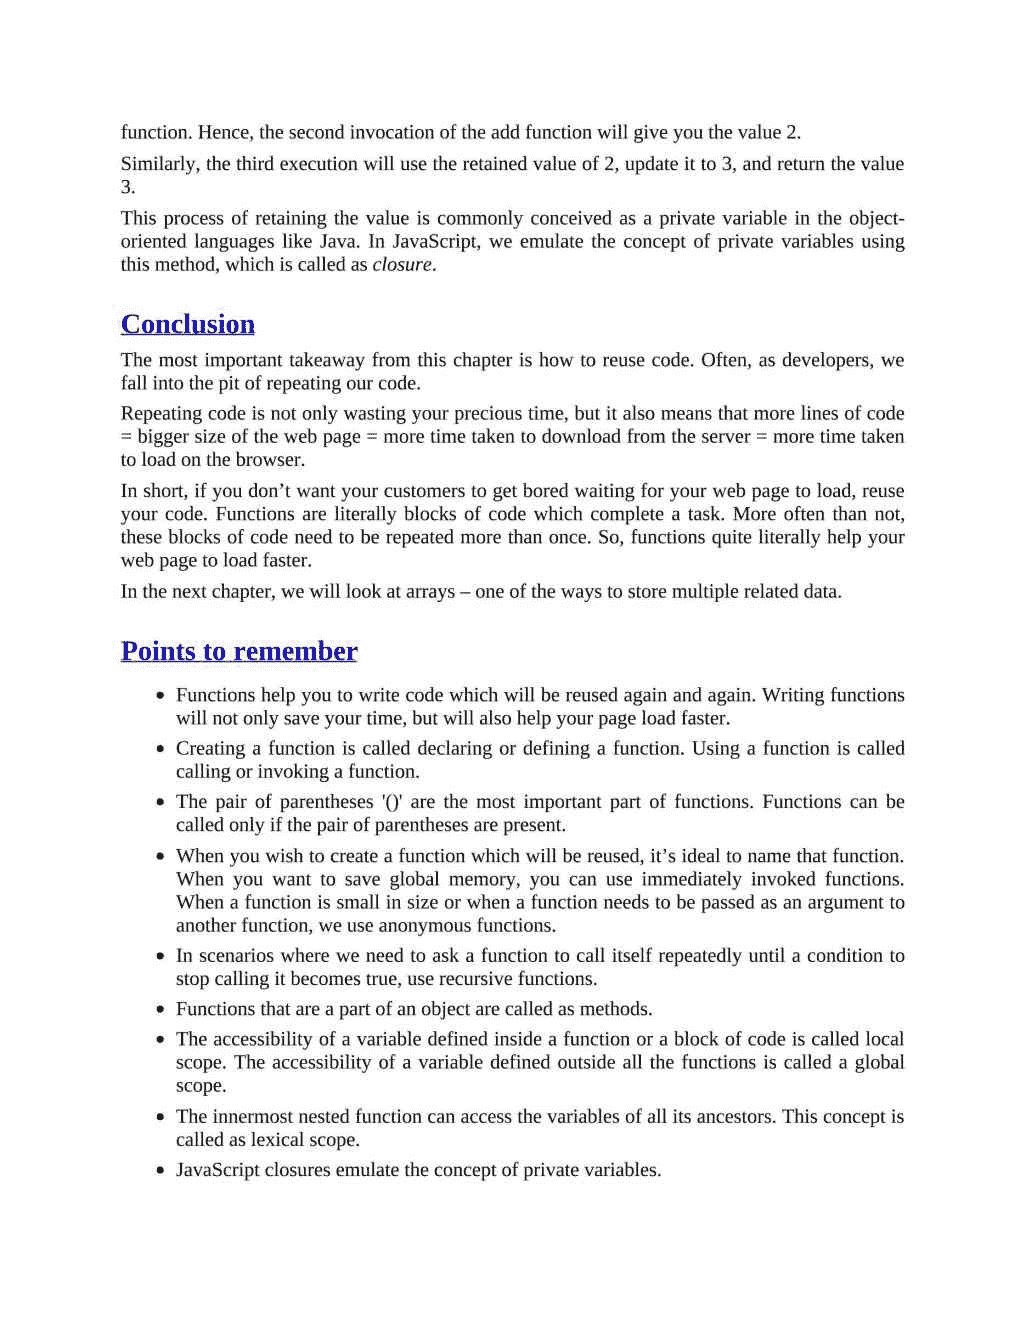 function. Hence, the second invocation of the add function will give you the value 2.
Similarly, the third execution will use the retained value of 2, update it to 3, and return the value
3.
This process of retaining the value is commonly conceived as a private variable in the object-
oriented languages like Java. In JavaScript, we emulate the concept of private variables using
this method, which is called as closure.
Conclusion
The most important takeaway from this chapter is how to reuse code. Often, as developers, we
fall into the pit of repeating our code.
Repeating code is not only wasting your precious time, but it also means that more lines of code
= bigger size of the web page = more time taken to download from the server = more time taken
to load on the browser.
In short, if you don’t want your customers to get bored waiting for your web page to load, reuse
your code. Functions are literally blocks of code which complete a task. More often than not,
these blocks of code need to be repeated more than once. So, functions quite literally help your
web page to load faster.
In the next chapter, we will look at arrays – one of the ways to store multiple related data.
Points to remember
• Functions help you to write code which will be reused again and again. Writing functions
will not only save your time, but will also help your page load faster.
• Creating a function is called declaring or defining a function. Using a function is called
calling or invoking a function.
• The pair of parentheses '()' are the most important part of functions. Functions can be
called only if the pair of parentheses are present.
• When you wish to create a function which will be reused, it’s ideal to name that function.
When you want to save global memory, you can use immediately invoked functions.
When a function is small in size or when a function needs to be passed as an argument to
another function, we use anonymous functions.
• In scenarios where we need to ask a function to call itself repeatedly until a condition to
stop calling it becomes true, use recursive functions.
• Functions that are a part of an object are called as methods.
• The accessibility of a variable defined inside a function or a block of code is called local
scope. The accessibility of a variable defined outside all the functions is called a global
scope.
• The innermost nested function can access the variables of all its ancestors. This concept is
called as lexical scope.
• JavaScript closures emulate the concept of private variables.